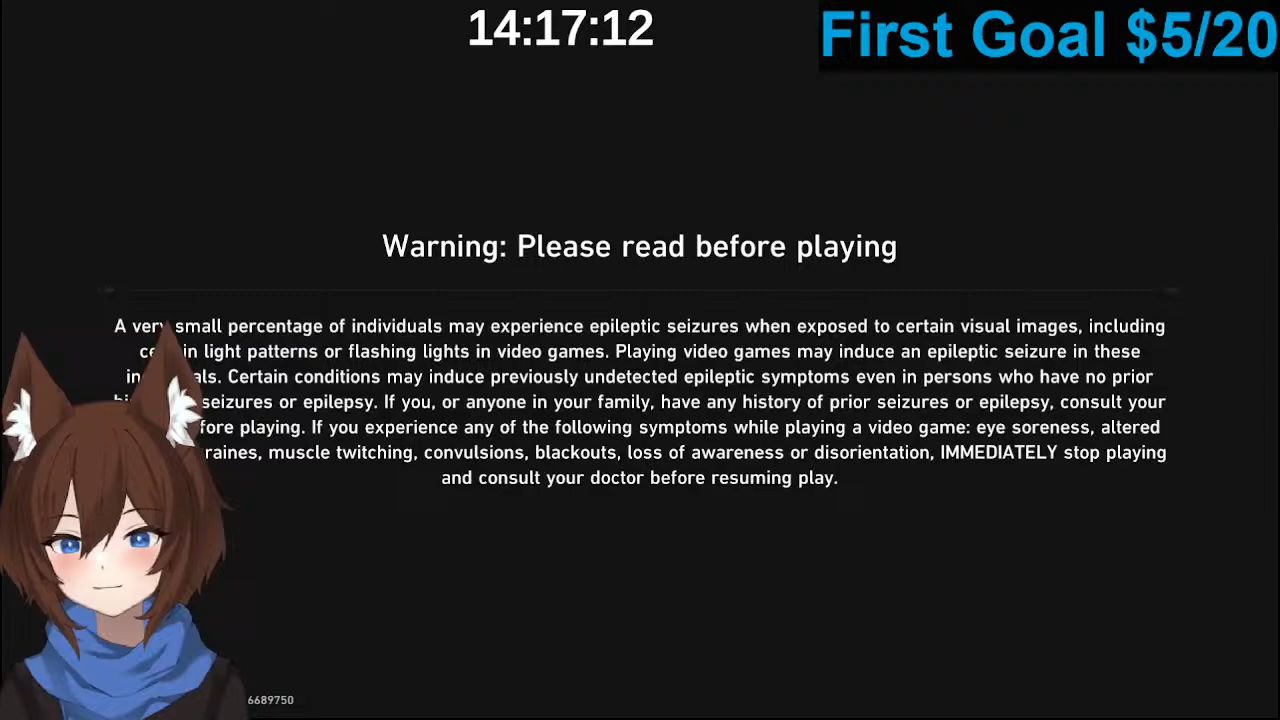 14:17:12
First Goal $5/20
Warning: Please read before playing
A very small percentage of individuals may experience epileptic seizures when exposed to certain visual images, including
in light patterns or flashing lights in video games. Playing video games may induce an epileptic seizure in these
Certain conditions may induce previously undetected epileptic symptoms even in persons who have no prior
seizures or epilepsy. If you, or anyone in your family, have any history of prior seizures or epilepsy, consult your
fore playing. If you experience any of the following symptoms while playing a video game: eye soreness, altered
raines, muscle twitching, convulsions, blackouts, loss of awareness or disorientation, IMMEDIATELY stop playing
and consult your doctor before resuming play.
6689750